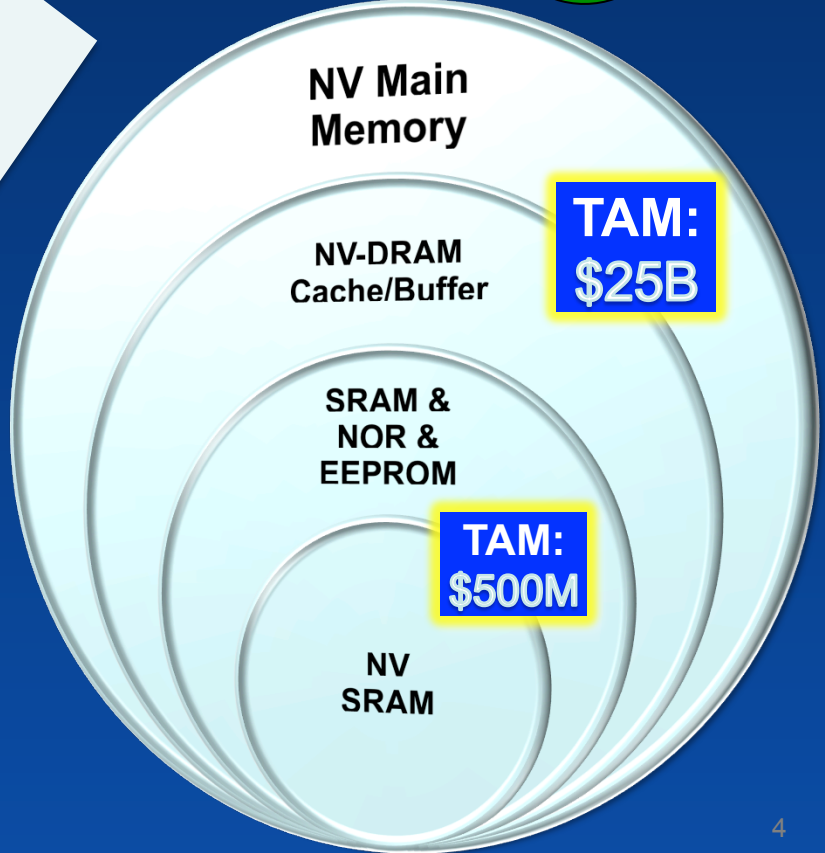 NV Main
Memory
TAM:
$25B
NV-DRAM
Cache/Buffer
SRAM &
NOR &
EEPROM
TAM:
$500M
NV
SRAM
4